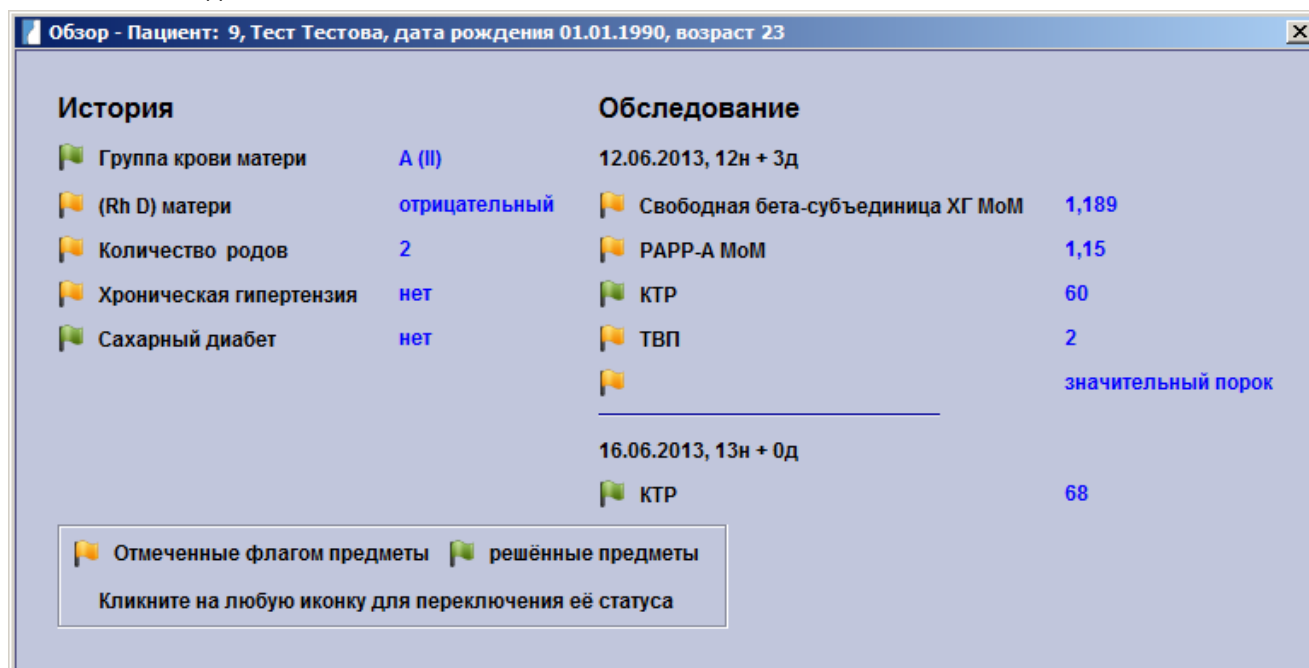 Обзор - Пациент: 9, Тест Тестова, дата рождения 01.01.1990, возраст 23
История
Группа крови матери A (II)
(Rh D) матери отрицательный
Количество родов 2
Хроническая гипертензия нет
Сахарный диабет нет
Обследование
12.06.2013, 12н + 3д
Свободная бета-субъединица ХГ МоМ 1,189
PAPP-A МоМ 1,15
КТР 60
ТВП 2
значительный порок
16.06.2013, 13н + 0д
КТР 68
Отмеченные флагом предметы решённые предметы
Кликните на любую иконку для переключения её статуса